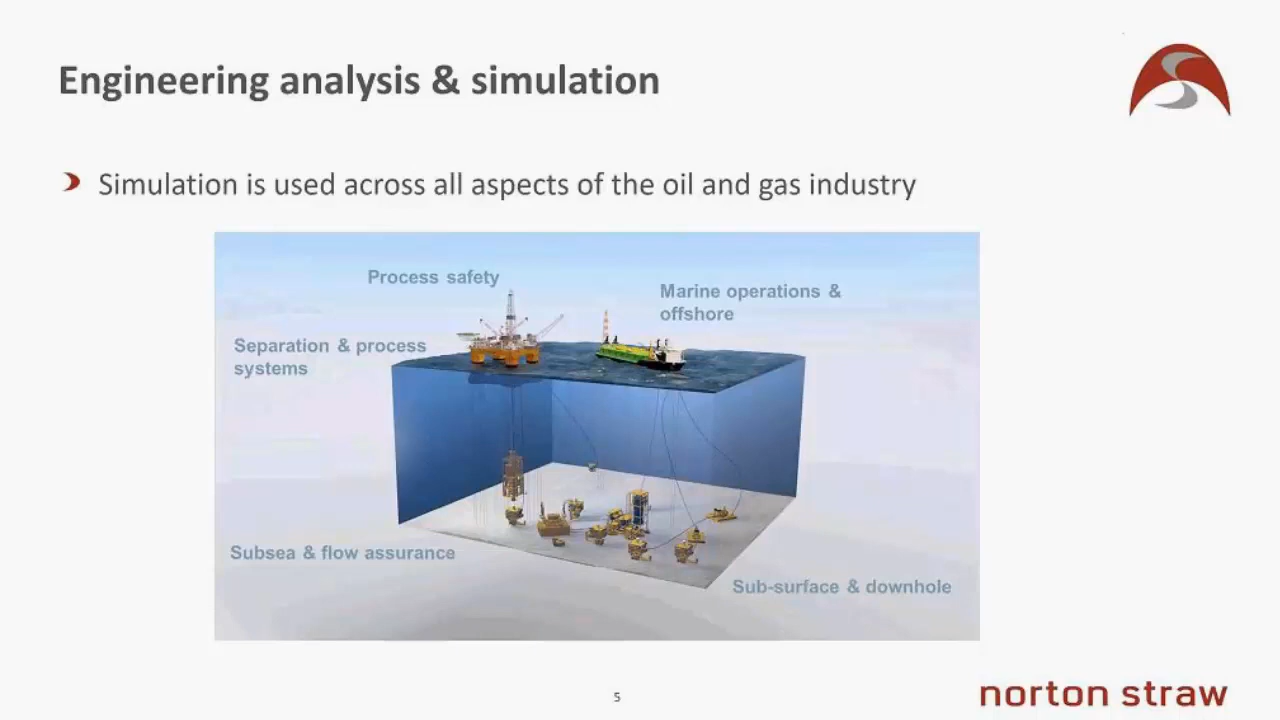 Engineering analysis & simulation
Simulation is used across all aspects of the oil and gas industry
Process safety
Marine operations &
offshore
Separation & process
systems
Subsea & flow assurance
Sub-surface & downhole
5
norton straw